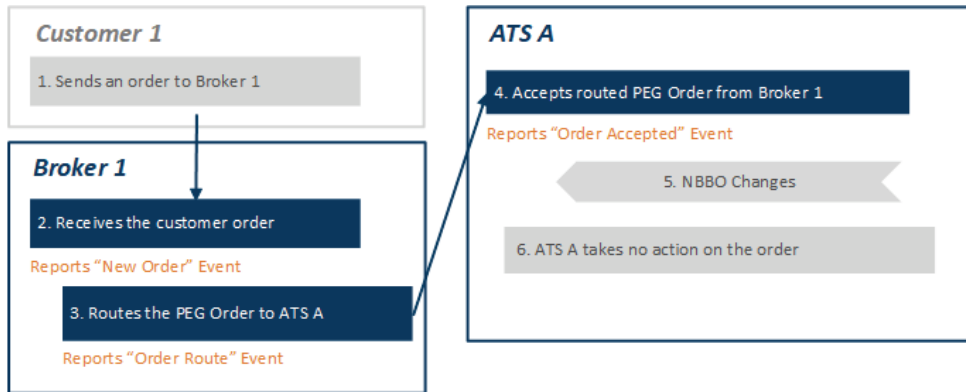 Customer 1
1. Sends an order to Broker 1
Broker 1
2. Receives the customer order
Reports “New Order” Event
3. Routes the PEG Order to ATS A
Reports “Order Route” Event
ATS A
4. Accepts routed PEG Order from Broker 1
Reports “Order Accepted” Event
5. NBBO Changes
6. ATS A takes no action on the order